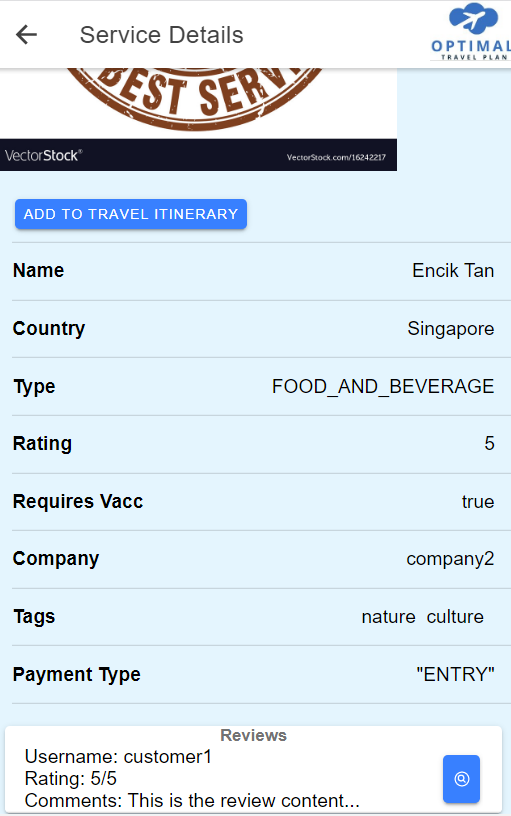 Service Details
OPTIMAL
TRAVEL PLAN
BEST SERV
VectorStock®
VectorStock.com/16242217
ADD TO TRAVEL ITINERARY
Name Encik Tan
Country Singapore
Type FOOD_AND_BEVERAGE
Rating 5
Requires Vacc true
Company company2
Tags nature culture
Payment Type "ENTRY"
Reviews
Username: customer1
Rating: 5/5
Comments: This is the review content...